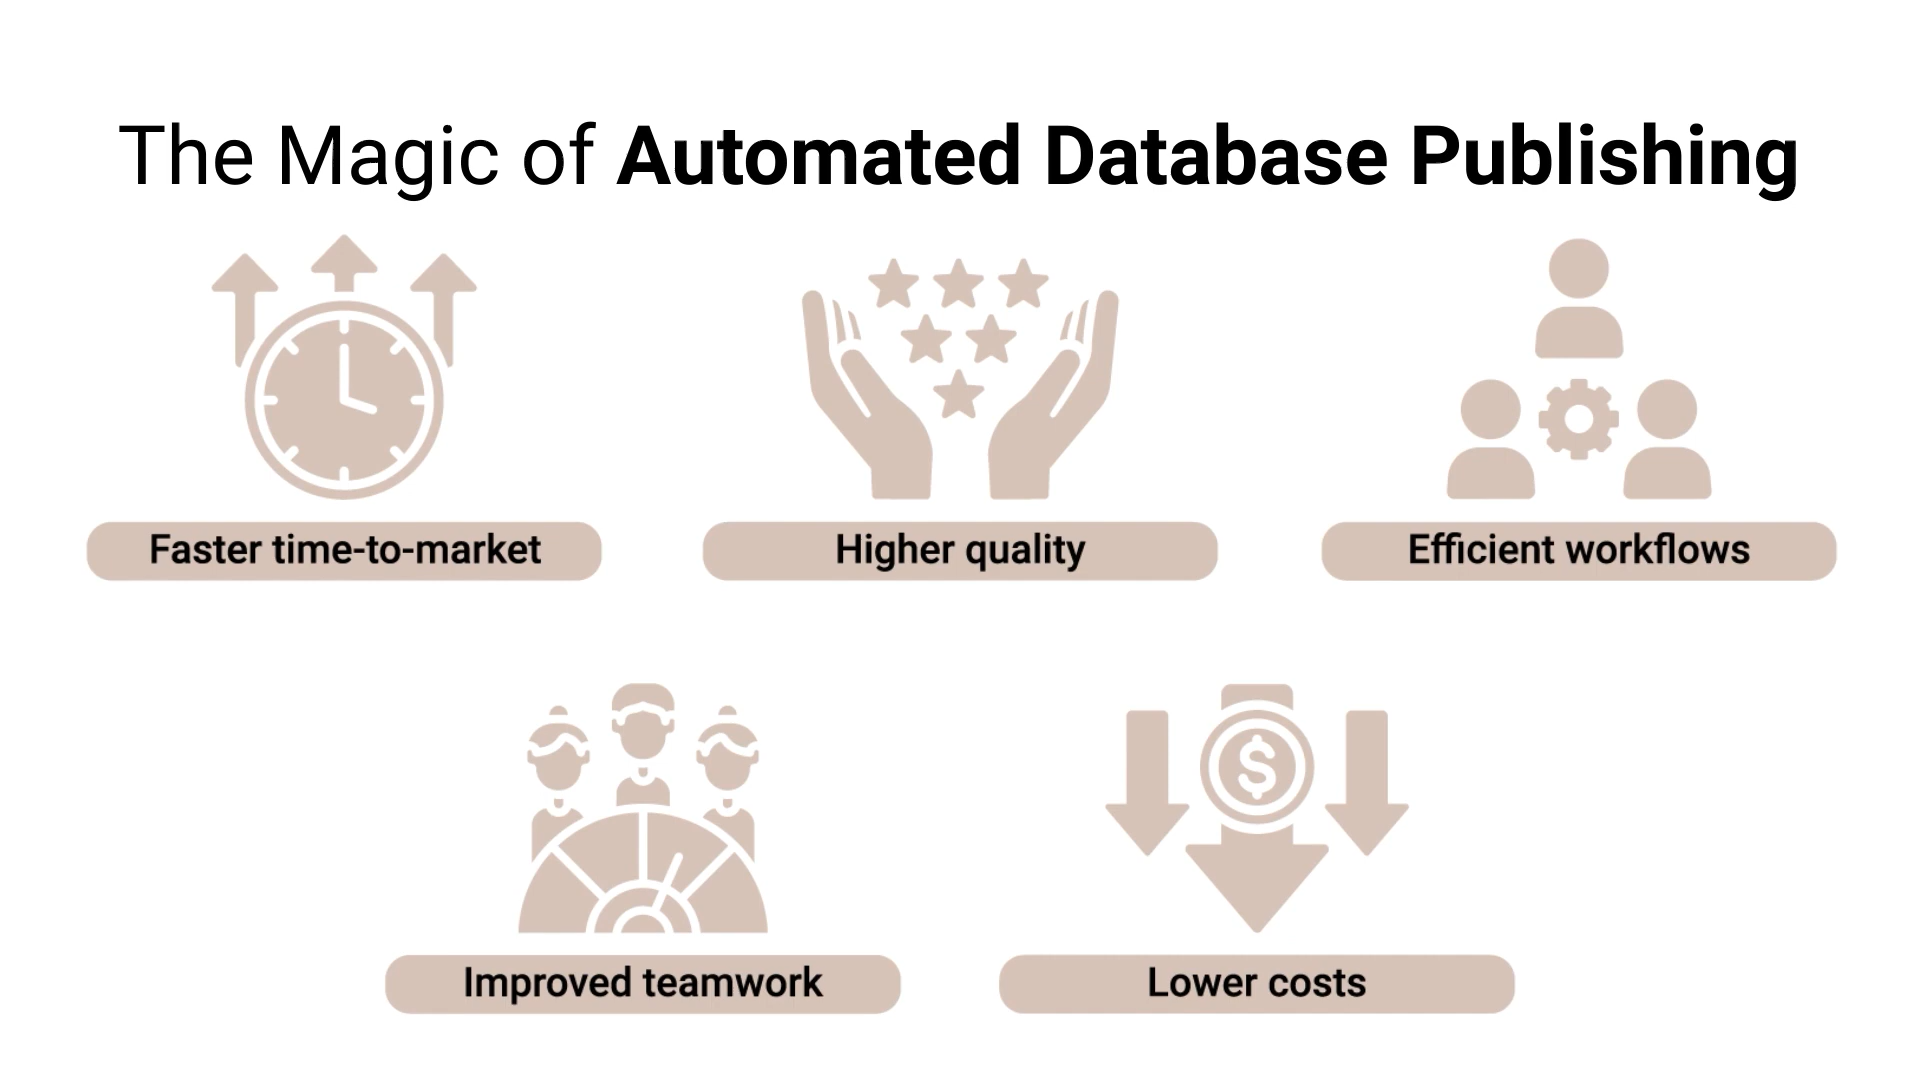 The Magic of Automated Database Publishing
Faster time-to-market
Higher quality
Efficient workflows
$
Improved teamwork
Lower costs